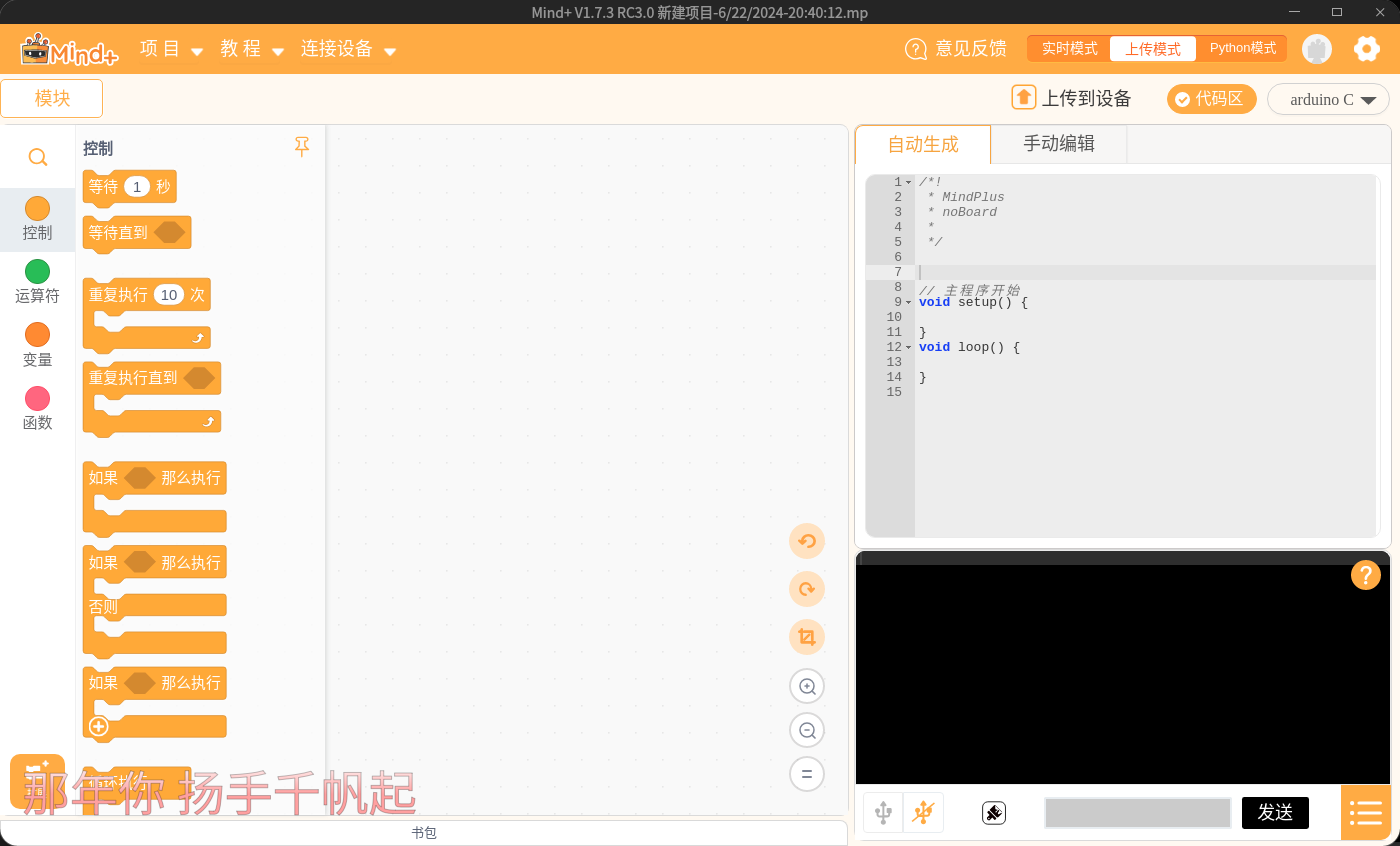 Mind+ V1.7.3 RC3.0 新建项目-6/22/2024-20:40:12.mp
Mind+ 项目 教程 连接设备 意见反馈 实时模式 上传模式 Python模式
模块 上传到设备 代码区 arduino C
控制
等待 1 秒
等待直到
重复执行 10 次
重复执行直到
如果 那么执行
如果 那么执行
否则
如果 那么执行
循环执行
控制
运算符
变量
函数
那年你 扬手千帆起
书包
自动生成 手动编辑
1 /*!
2  * MindPlus
3  * noBoard
4  *
5  */
6
7
8 // 主程序开始
9 void setup() {
10
11 }
12 void loop() {
13
14 }
15
?
发送